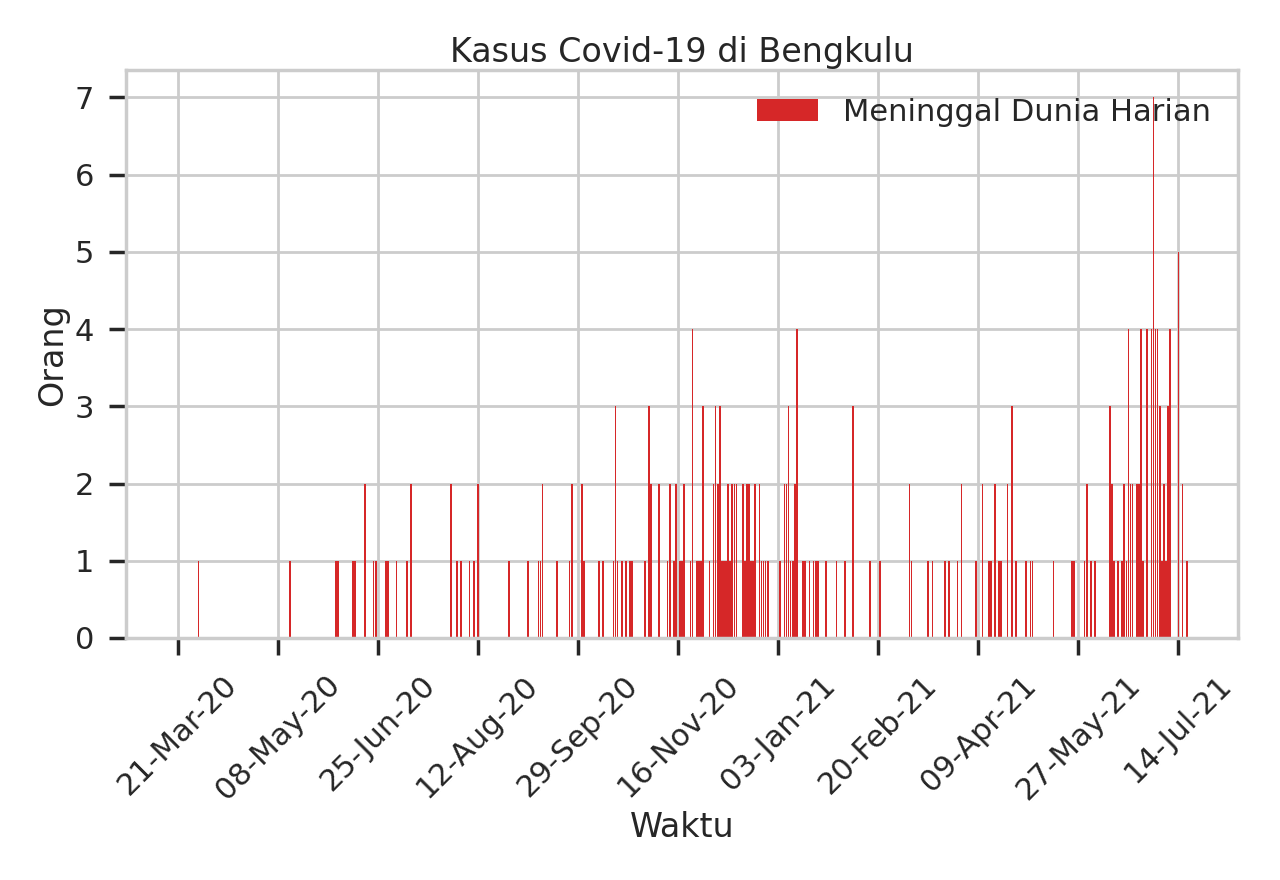 Kasus Covid-19 di Bengkulu
Meninggal Dunia Harian
Orang
7
6
5
4
3
2
1
0
21-Mar-20
08-May-20
25-Jun-20
12-Aug-20
29-Sep-20
16-Nov-20
03-Jan-21
20-Feb-21
09-Apr-21
27-May-21
14-Jul-21
Waktu